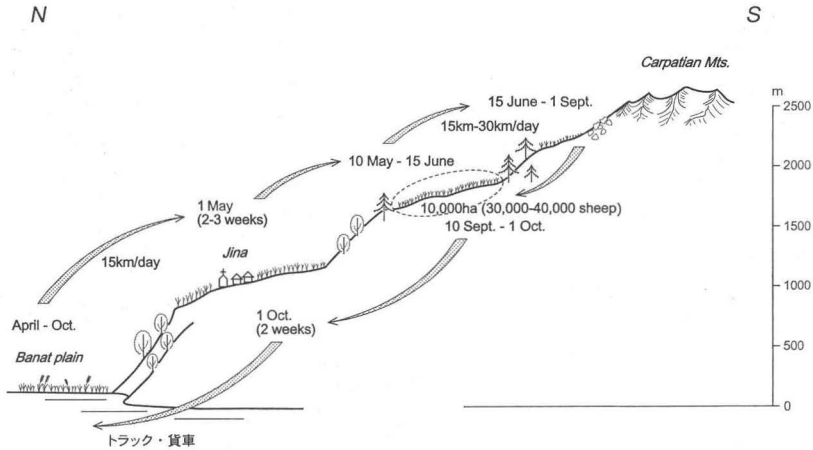 N
S
Carpatian Mts.
m
2500
2000
1500
1000
500
0
15 June - 1 Sept.
15km-30km/day
10 May - 15 June
1 May
(2-3 weeks)
10,000ha (30,000-40,000 sheep)
10 Sept. - 1 Oct.
15km/day
Jina
1 Oct.
(2 weeks)
April - Oct.
Banat plain
トラック・貨車